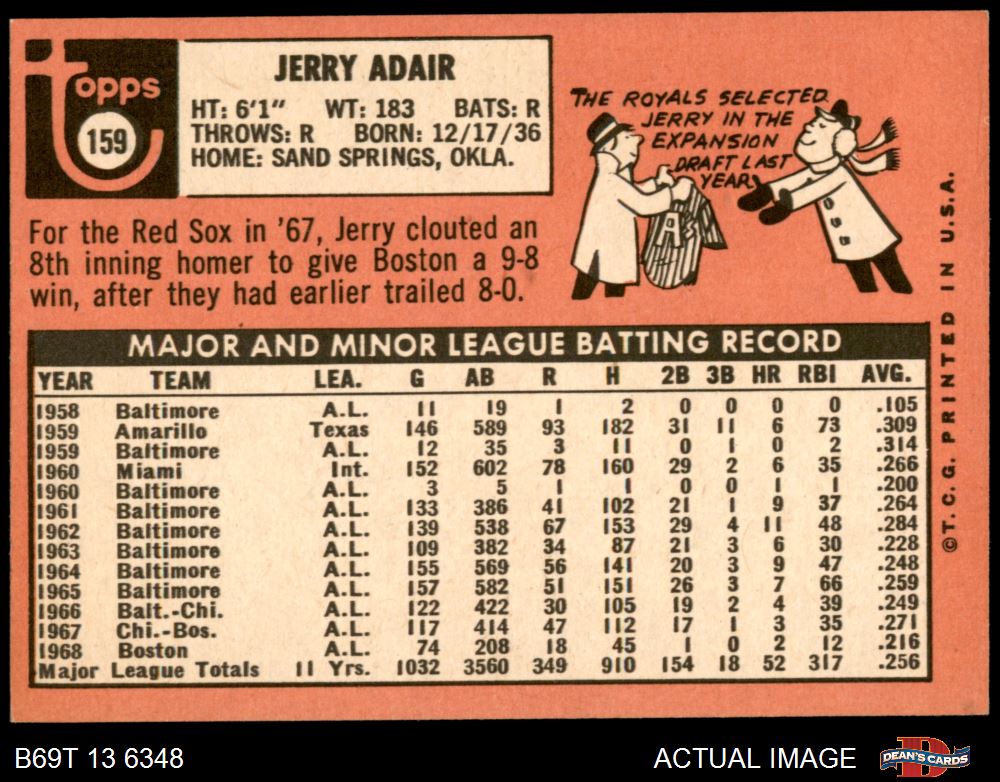 Topps
159
JERRY ADAIR
HT: 6'1" WT: 183 BATS: R
THROWS: R BORN: 12/17/36
HOME: SAND SPRINGS, OKLA.
THE ROYALS SELECTED
JERRY IN THE
EXPANSION
DRAFT LAST
YEAR
For the Red Sox in '67, Jerry clouted an
8th inning homer to give Boston a 9-8
win, after they had earlier trailed 8-0.
MAJOR AND MINOR LEAGUE BATTING RECORD
YEAR TEAM LEA. G AB R H 2B 3B HR RBI AVG.
1958 Baltimore A.L. 11 19 1 2 0 0 0 0 .105
1959 Amarillo Texas 146 589 93 182 31 11 6 73 .309
1959 Baltimore A.L. 12 35 3 11 0 1 0 2 .314
1960 Miami Int. 152 602 78 160 29 2 6 35 .266
1960 Baltimore A.L. 3 5 1 1 0 0 1 1 .200
1961 Baltimore A.L. 133 386 41 102 21 1 9 37 .264
1962 Baltimore A.L. 139 538 67 153 29 4 11 48 .284
1963 Baltimore A.L. 109 382 34 87 21 3 6 30 .228
1964 Baltimore A.L. 155 569 56 141 20 3 9 47 .248
1965 Baltimore A.L. 157 582 51 151 26 3 7 66 .259
1966 Balt.-Chi. A.L. 122 422 30 105 19 2 4 39 .249
1967 Chi.-Bos. A.L. 117 414 47 112 17 1 3 35 .271
1968 Boston A.L. 74 208 18 45 1 0 2 12 .216
Major League Totals 11 Yrs. 1032 3560 349 910 154 18 52 317 .256
©T.C.G. PRINTED IN U.S.A.
B69T 13 6348
ACTUAL IMAGE
DEAN'S CARDS